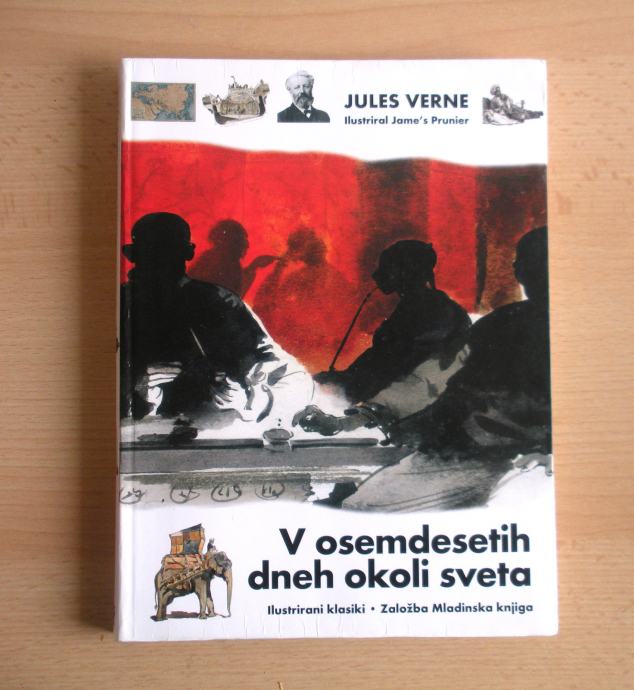 JULES VERNE
Ilustriral Jame's Prunier
V osemdesetih
dneh okoli sveta
Ilustrirani klasiki • Založba Mladinska knjiga